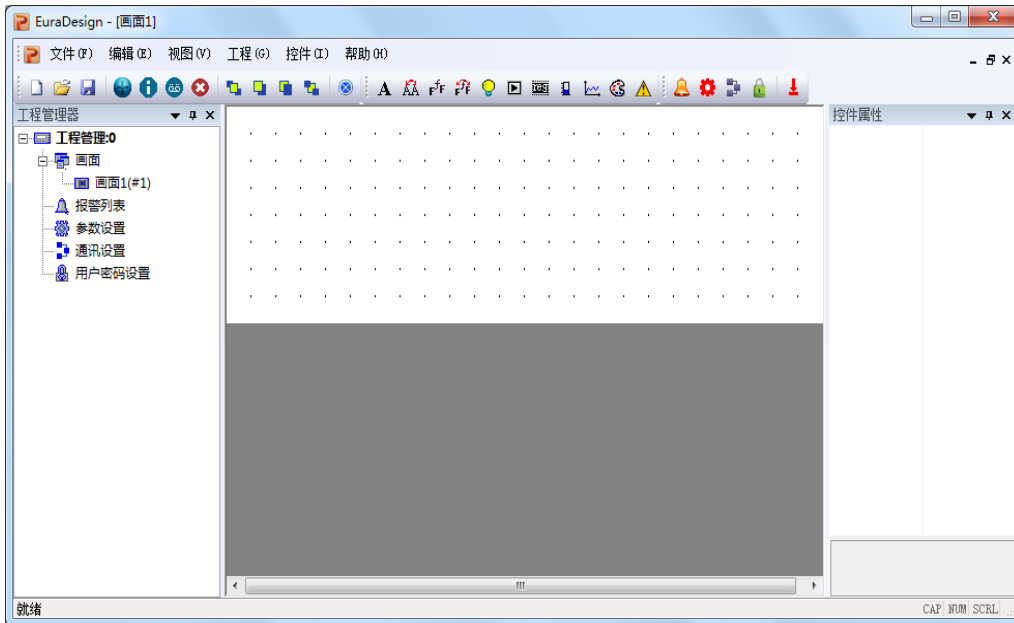 EuraDesign - [画面1]
文件(F) 编辑(E) 视图(V) 工程(G) 控件(I) 帮助(H)
工程管理器
控件属性
工程管理:0
画面
画面1(#1)
报警列表
参数设置
通讯设置
用户密码设置
就绪
CAP NUM SCRL